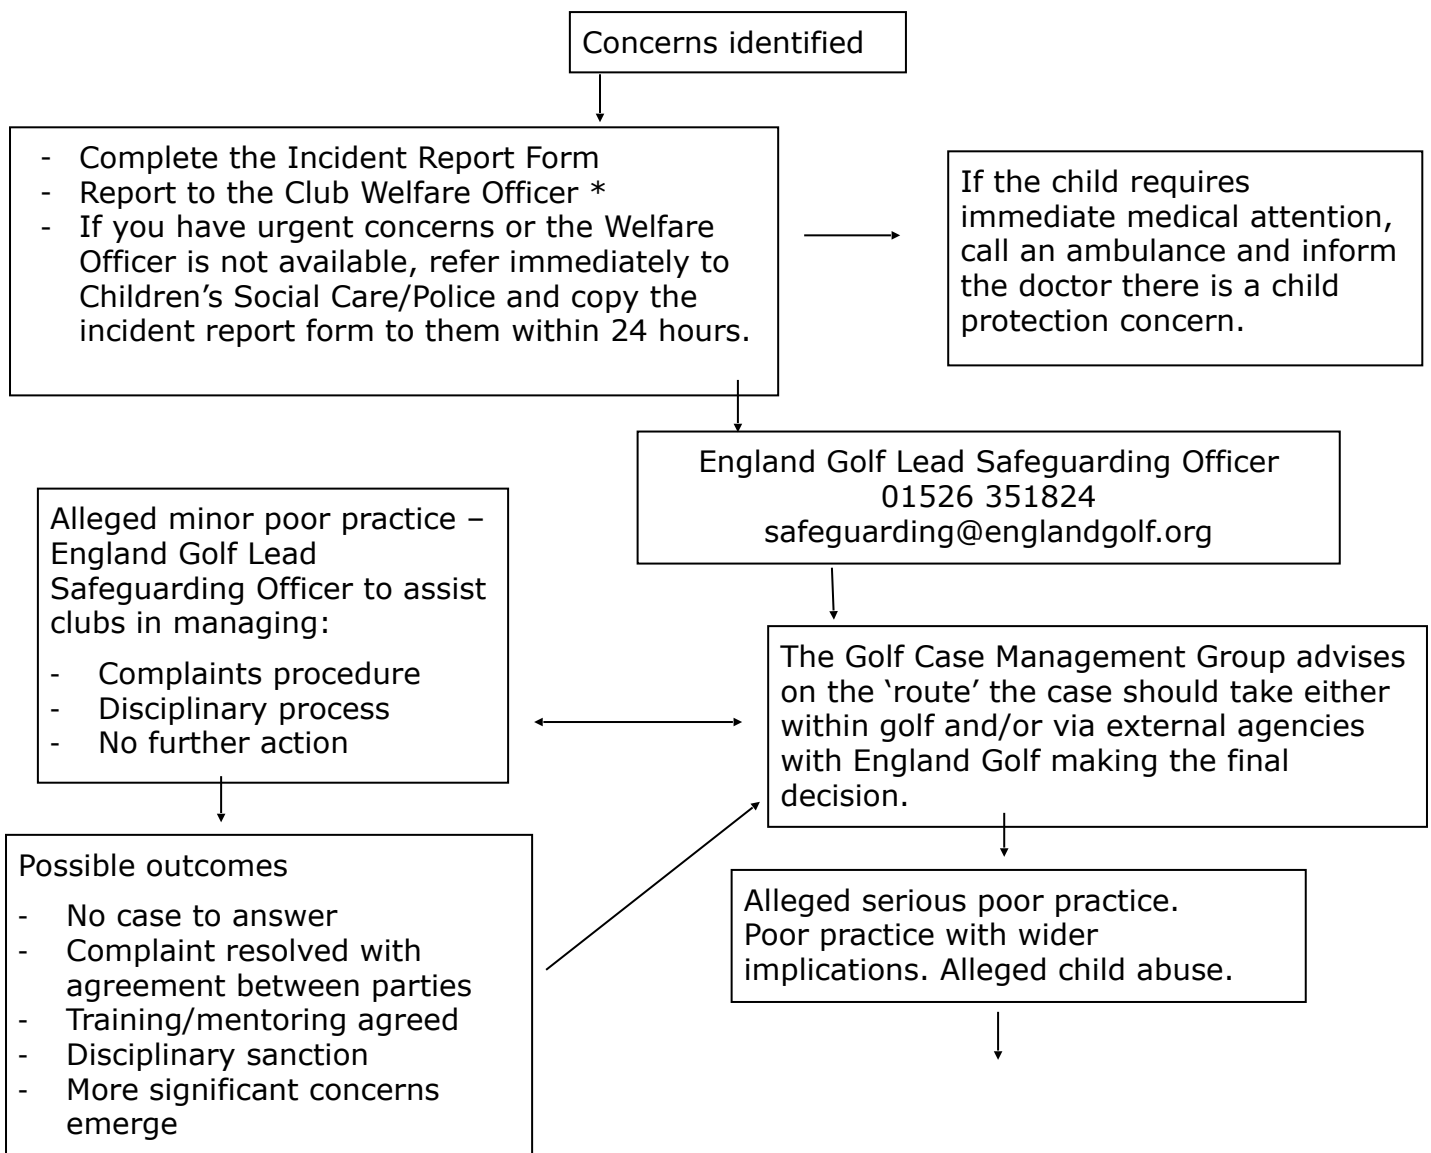 Concerns identified
- Complete the Incident Report Form
- Report to the Club Welfare Officer *
- If you have urgent concerns or the Welfare
Officer is not available, refer immediately to
Children’s Social Care/Police and copy the
incident report form to them within 24 hours.
If the child requires
immediate medical attention,
call an ambulance and inform
the doctor there is a child
protection concern.
England Golf Lead Safeguarding Officer
01526 351824
safeguarding@englandgolf.org
Alleged minor poor practice –
England Golf Lead
Safeguarding Officer to assist
clubs in managing:
- Complaints procedure
- Disciplinary process
- No further action
The Golf Case Management Group advises
on the ‘route’ the case should take either
within golf and/or via external agencies
with England Golf making the final
decision.
Possible outcomes
- No case to answer
- Complaint resolved with
agreement between parties
- Training/mentoring agreed
- Disciplinary sanction
- More significant concerns
emerge
Alleged serious poor practice.
Poor practice with wider
implications. Alleged child abuse.